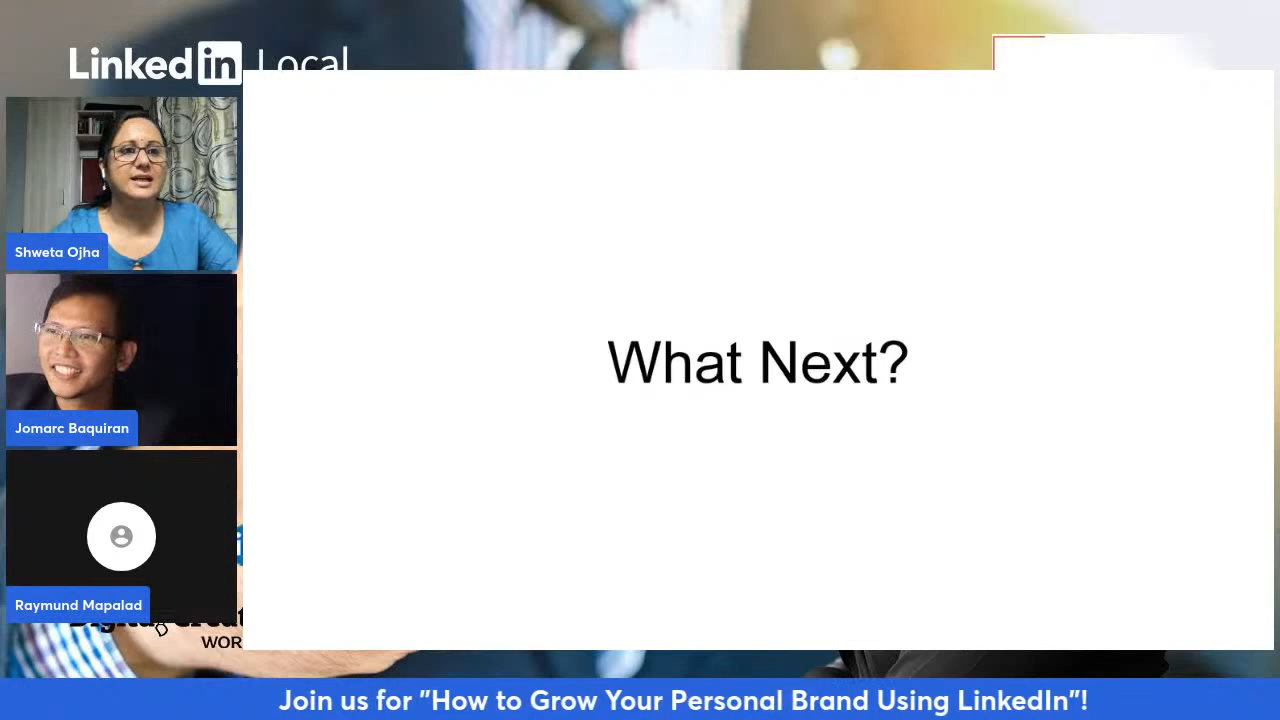 Linkedin Local
Shweta Ojha
What Next?
Jomarc Baquiran
Raymund Mapalad
WOR
Join us for "How to Grow Your Personal Brand Using LinkedIn"!